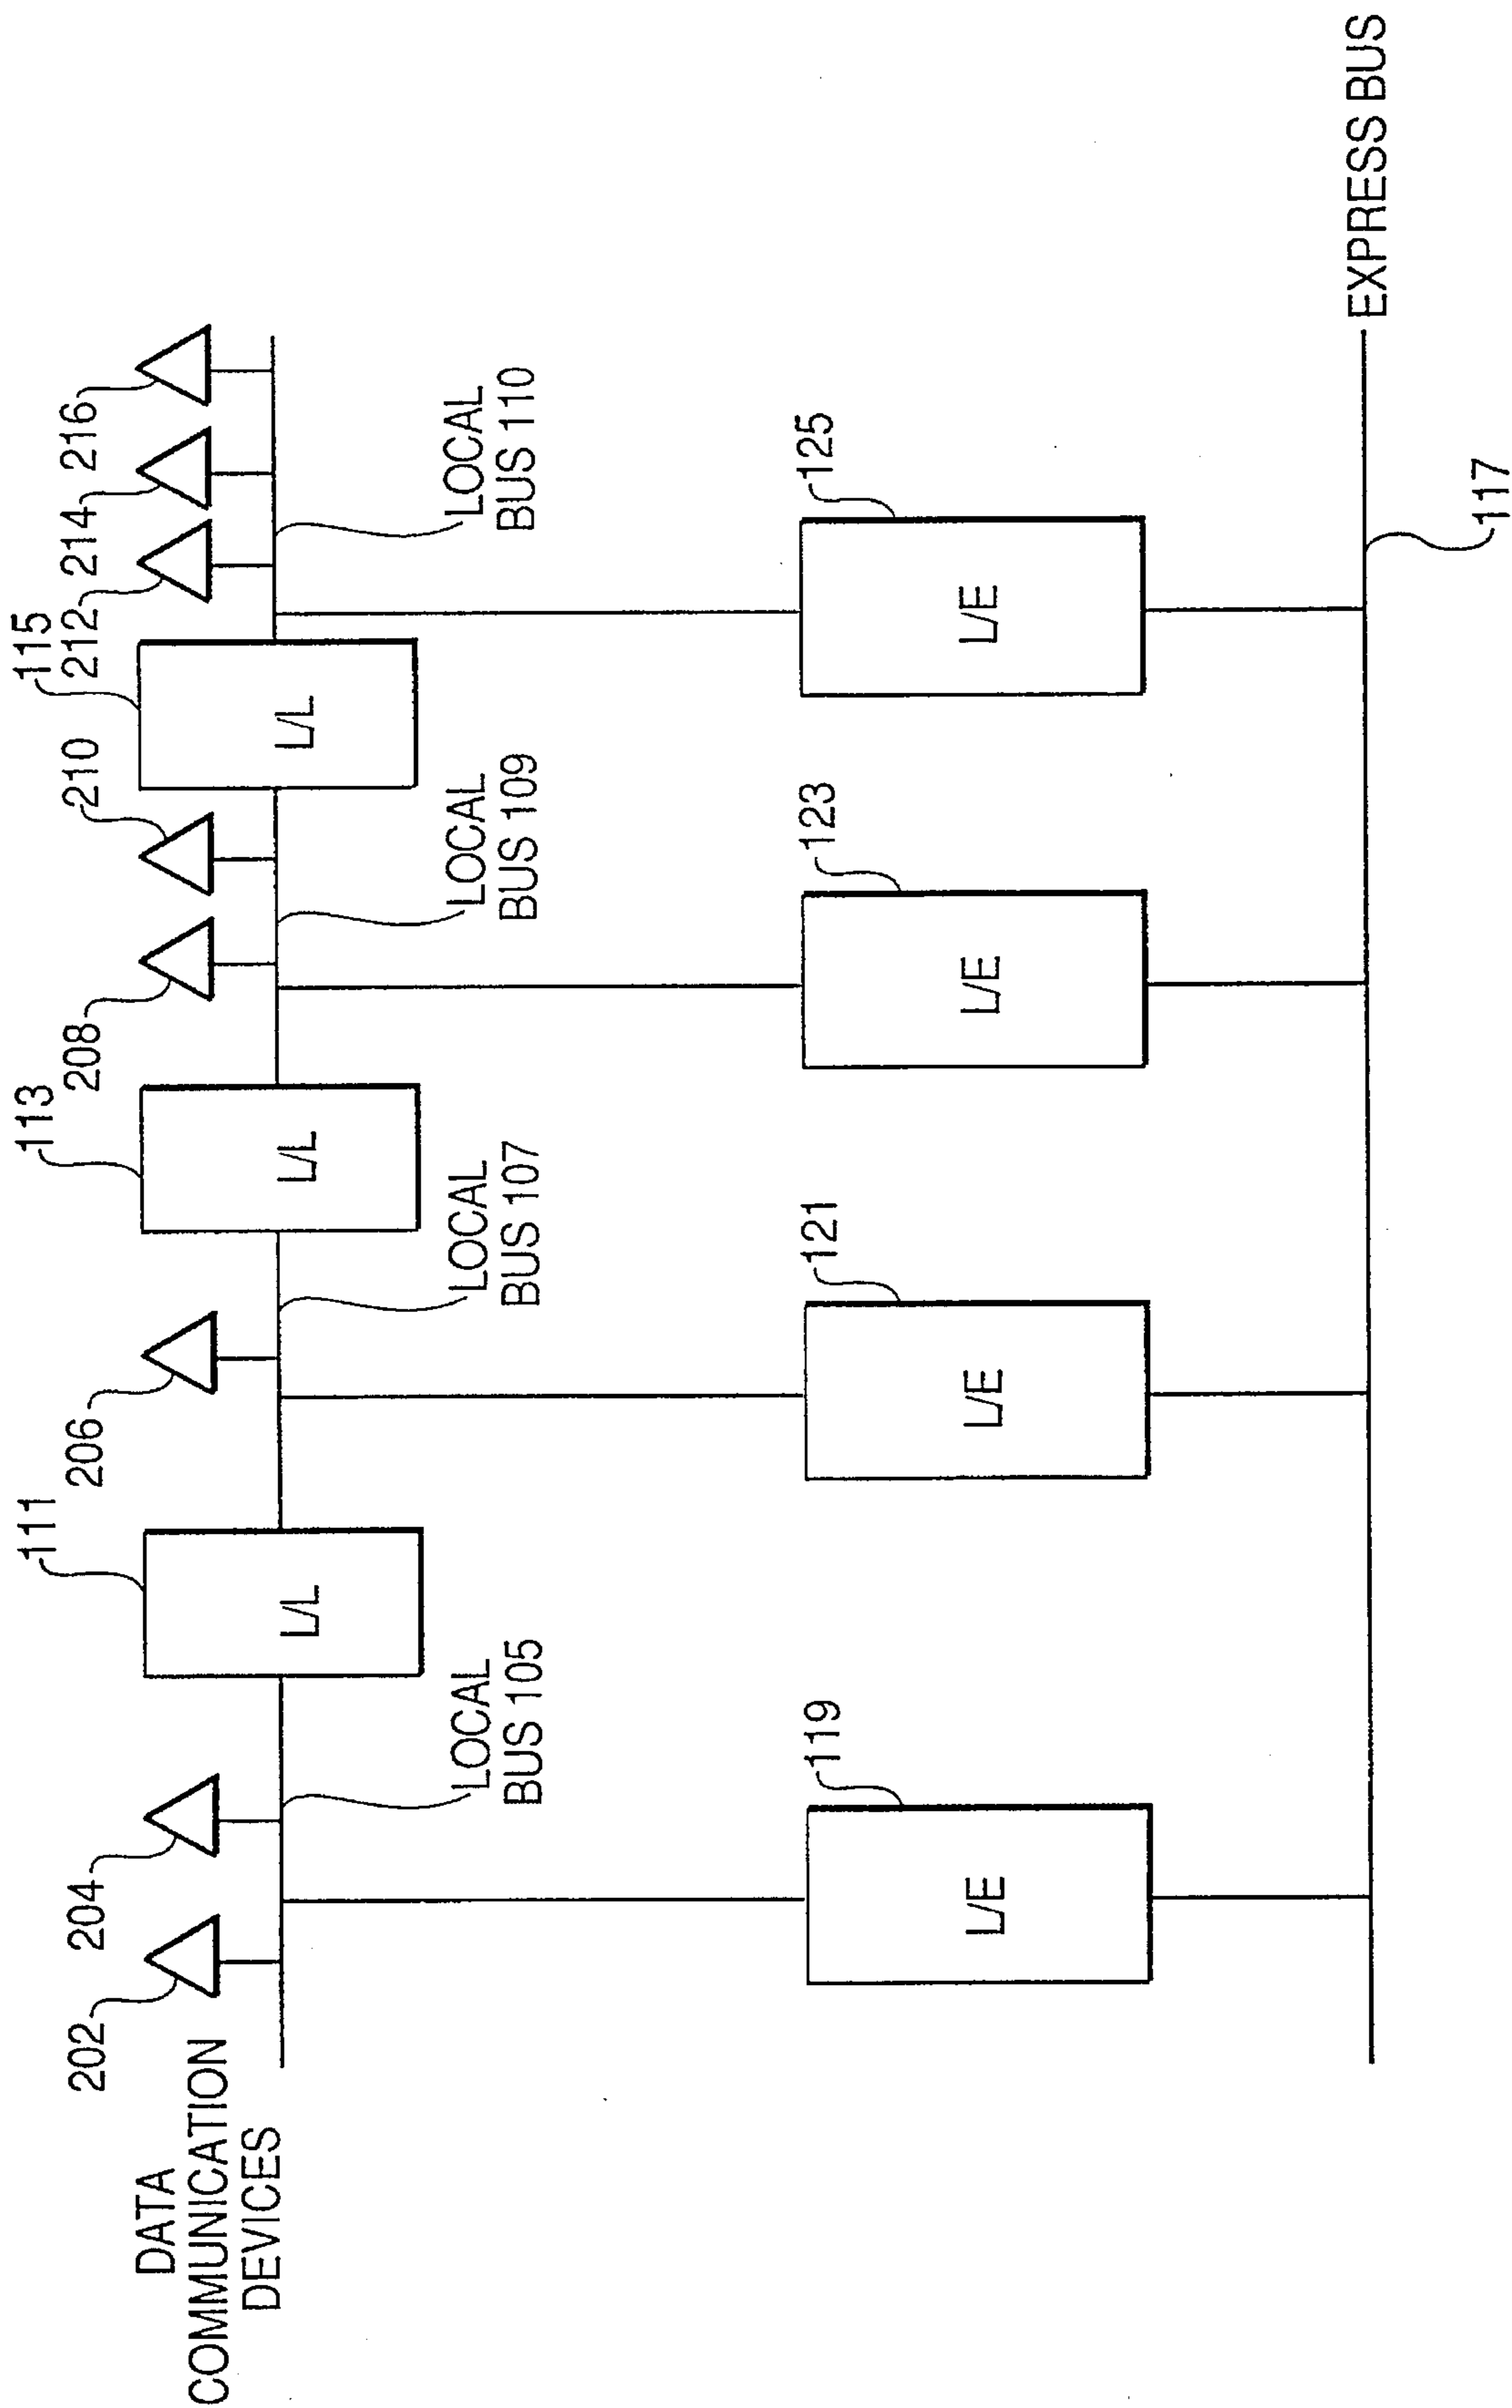 DATA
COMMUNICATION
DEVICES
202
204
111
206
113
208
210
115
212
214
216
L/L
L/L
L/L
LOCAL
BUS 105
LOCAL
BUS 107
LOCAL
BUS 109
LOCAL
BUS 110
119
121
123
125
L/E
L/E
L/E
L/E
EXPRESS BUS
117